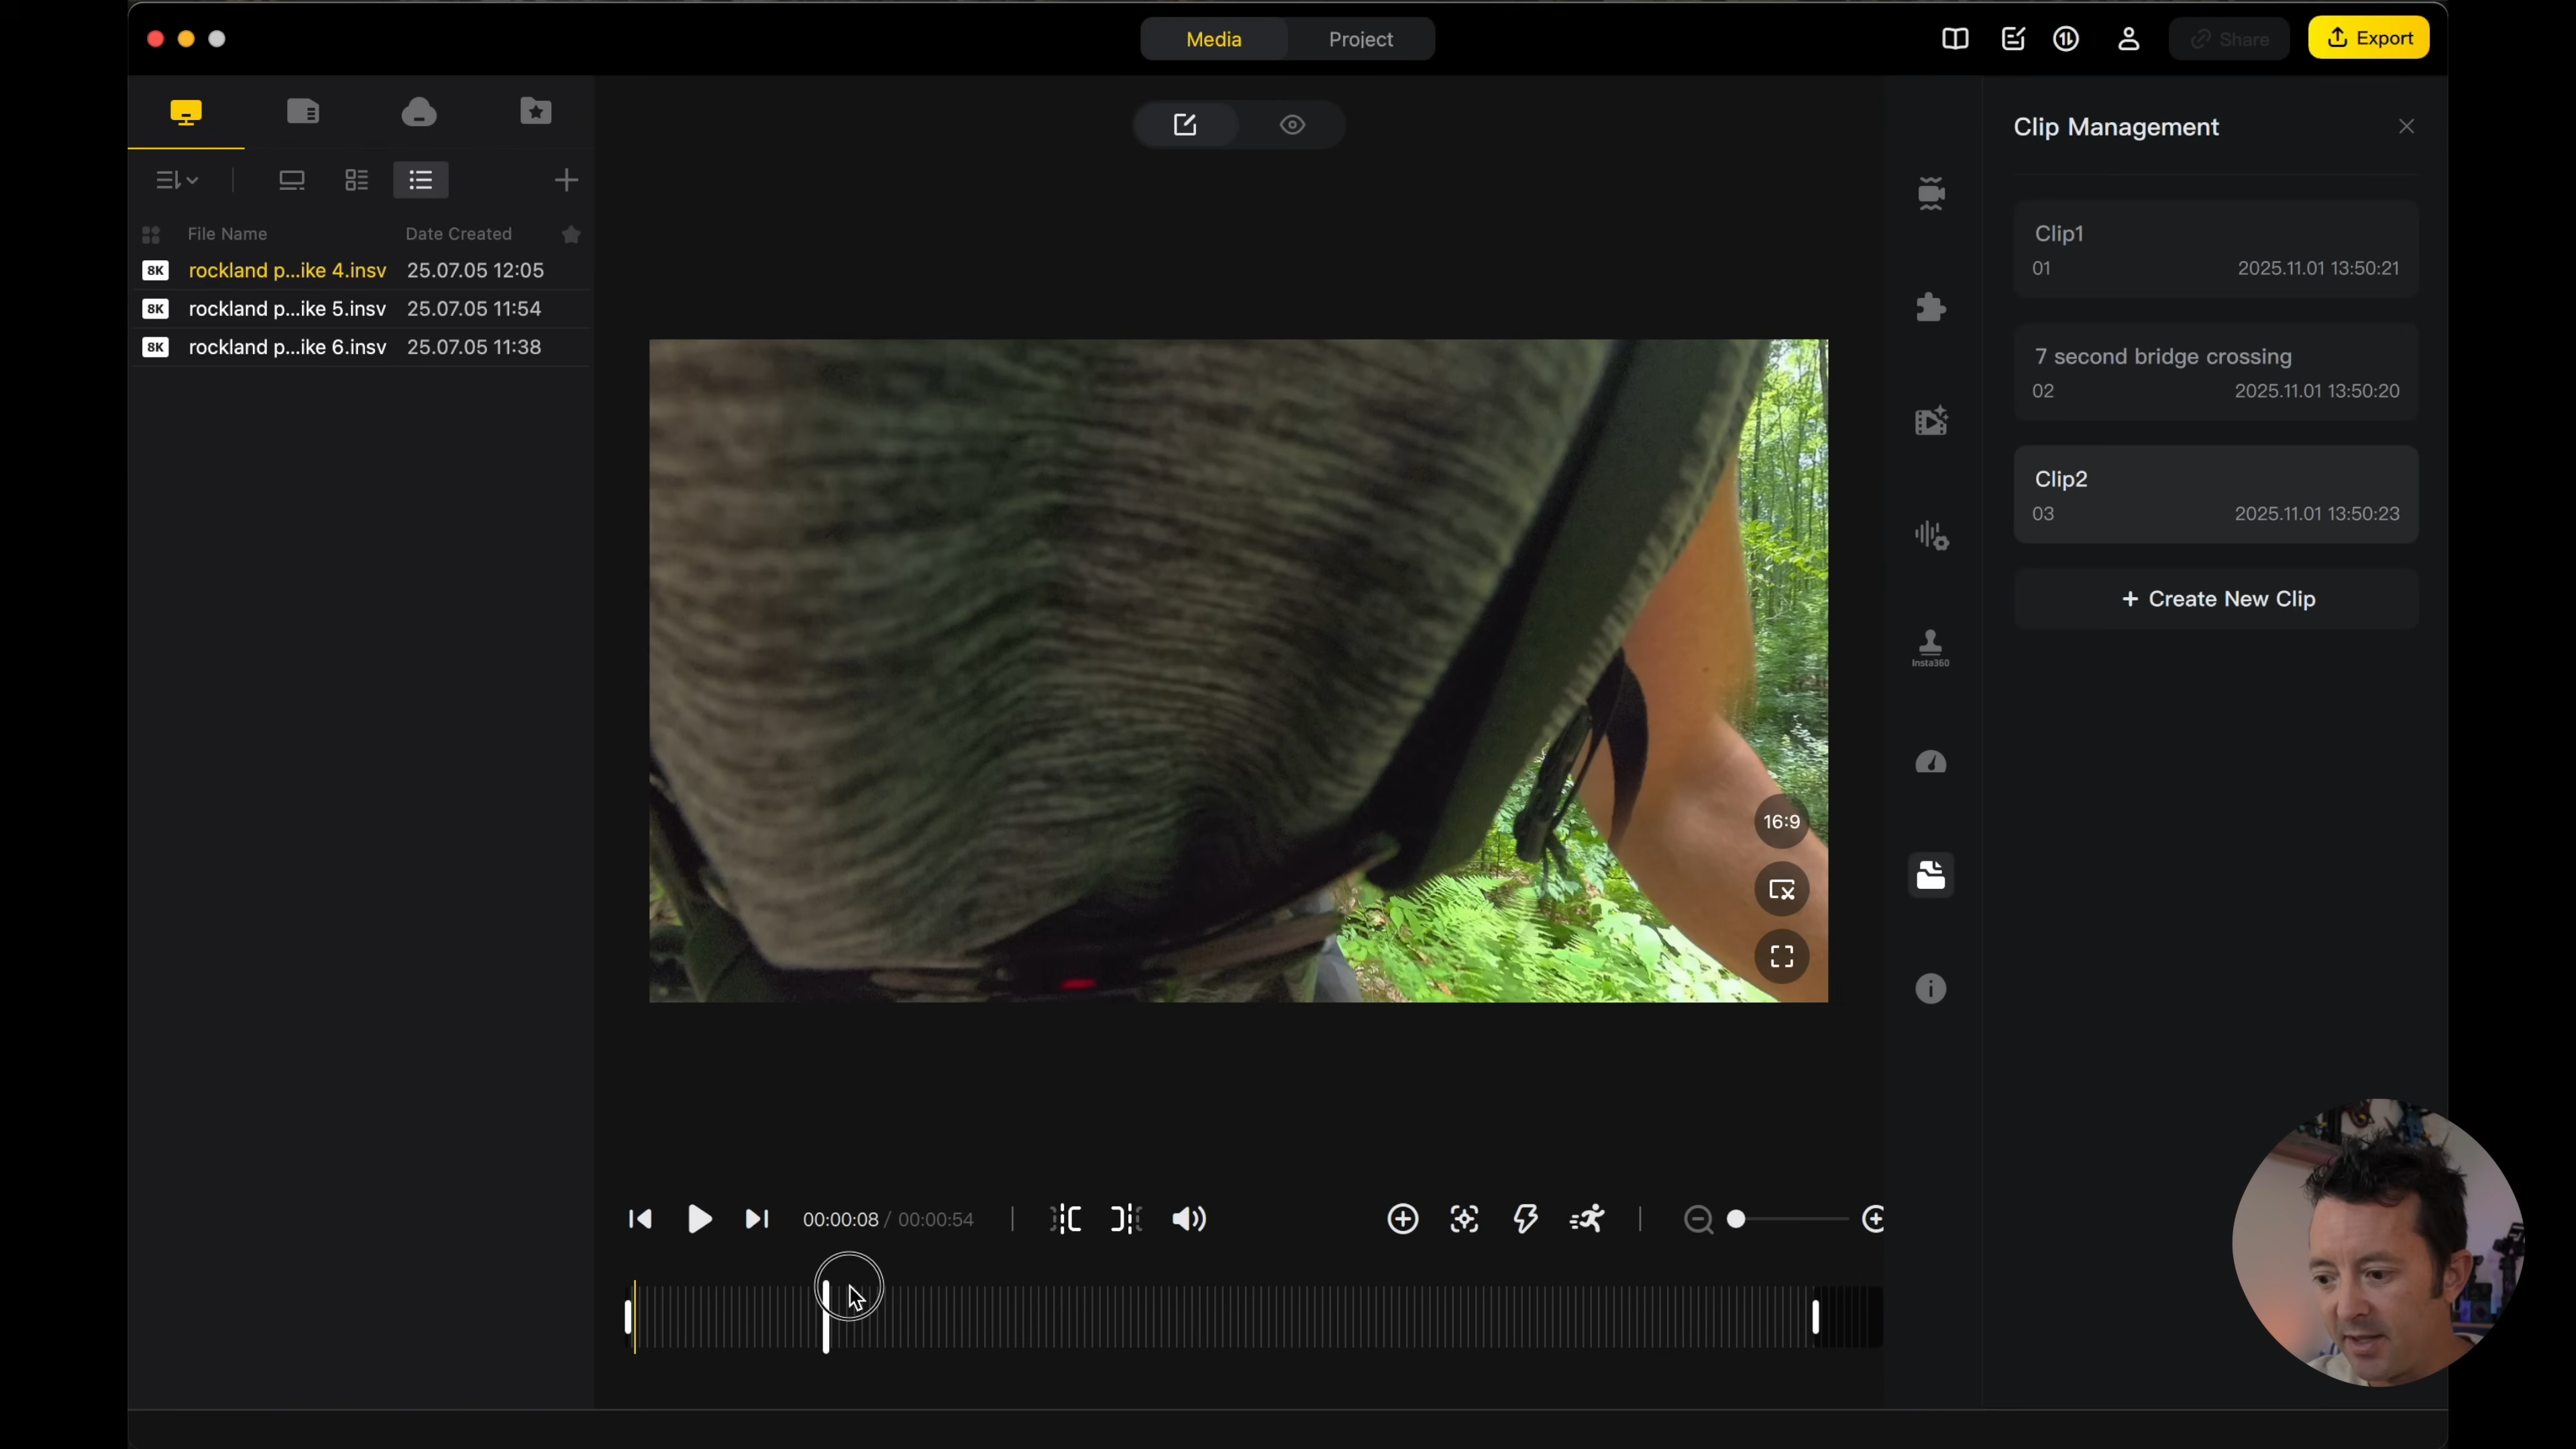 Media
Project
Share
Export
Clip Management
File Name
Date Created
8K rockland p...ike 4.insv 25.07.05 12:05
8K rockland p...ike 5.insv 25.07.05 11:54
8K rockland p...ike 6.insv 25.07.05 11:38
16:9
Insta360
Clip1
01 2025.11.01 13:50:21
7 second bridge crossing
02 2025.11.01 13:50:20
Clip2
03 2025.11.01 13:50:23
+ Create New Clip
00:00:08 / 00:00:54